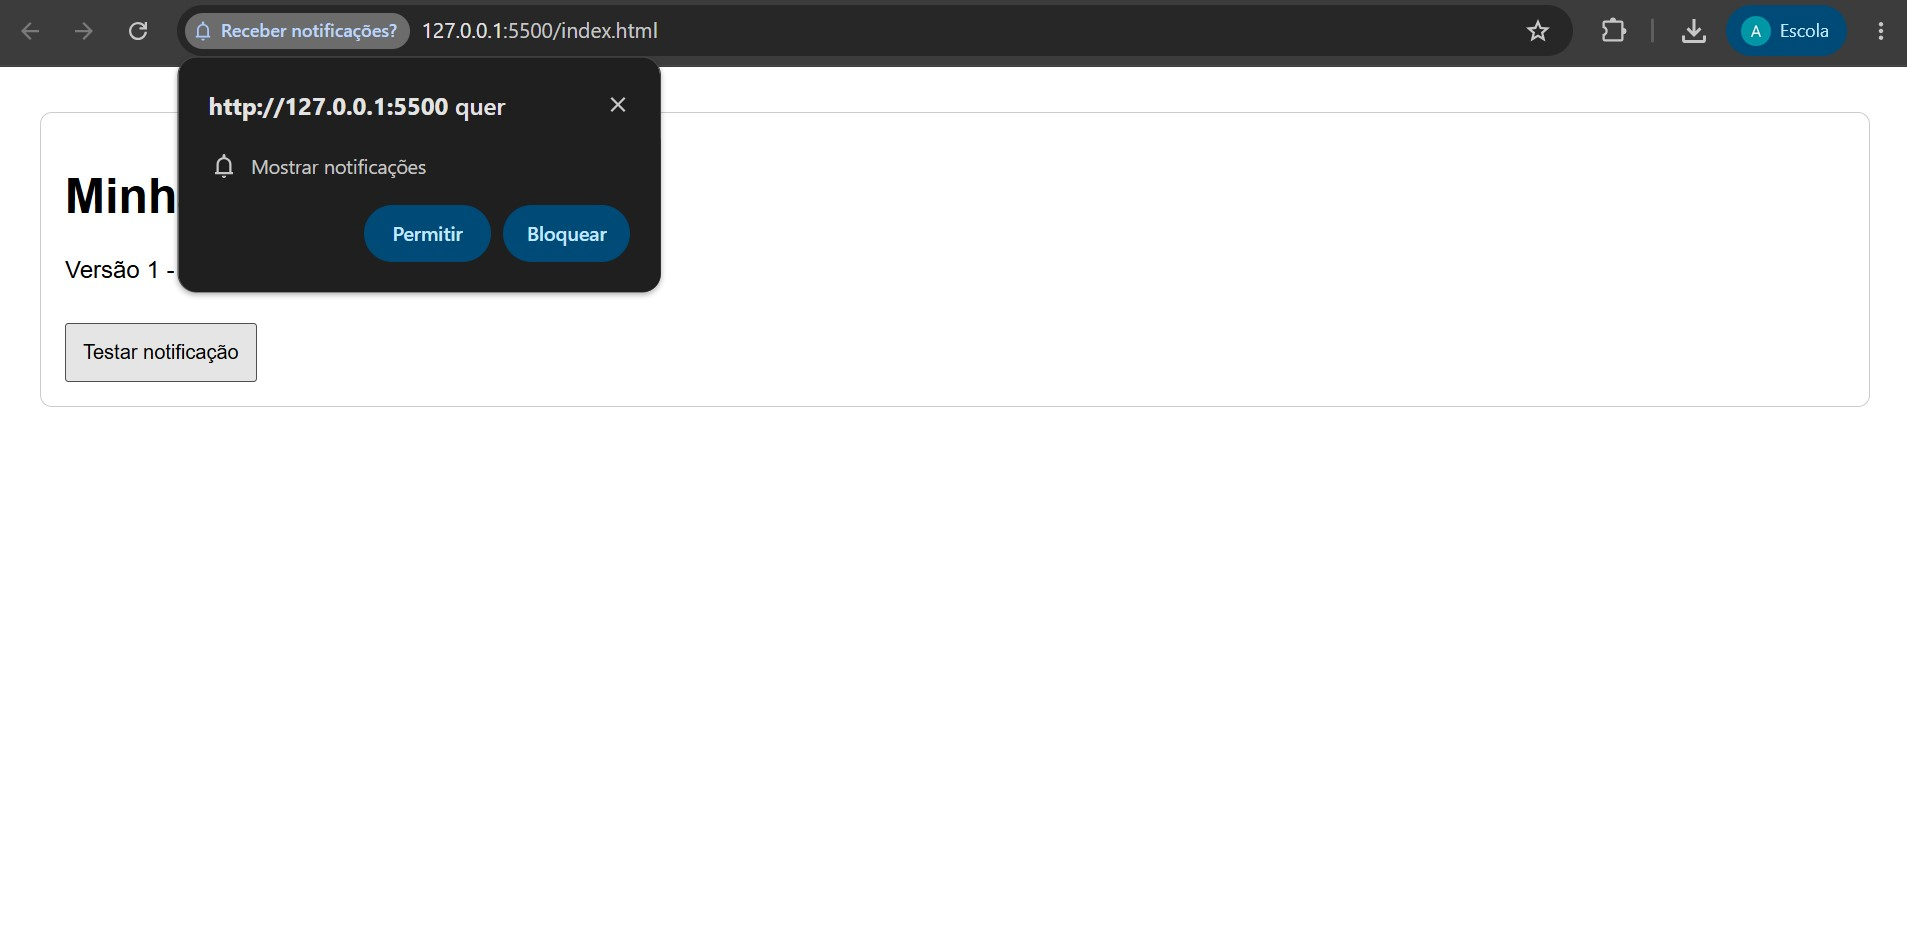 Receber notificações? 127.0.0.1:5500/index.html
A Escola
http://127.0.0.1:5500 quer
Mostrar notificações
Permitir Bloquear
Minh
Versão 1 -
Testar notificação